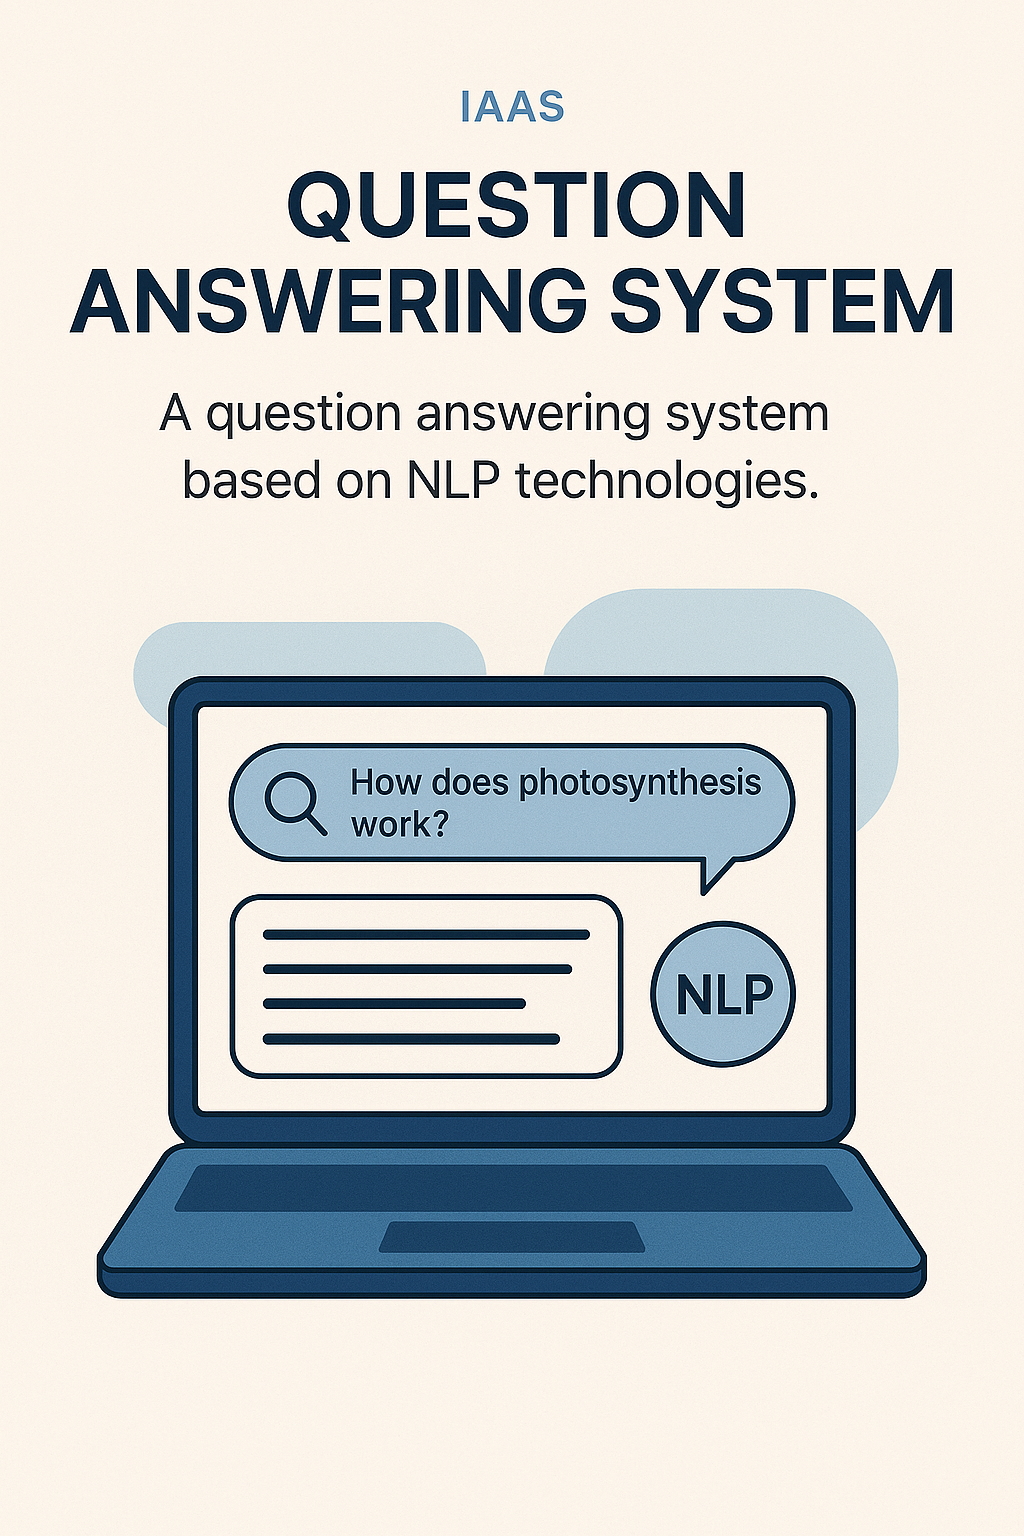 IAAS
QUESTION
ANSWERING SYSTEM
A question answering system
based on NLP technologies.
How does photosynthesis
work?
NLP